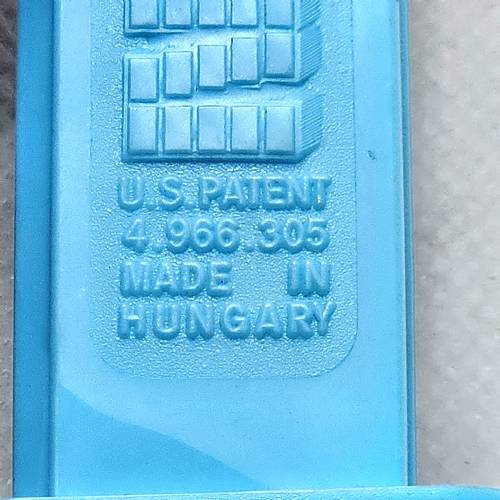 U.S. PATENT
4.966.305
MADE IN
HUNGARY